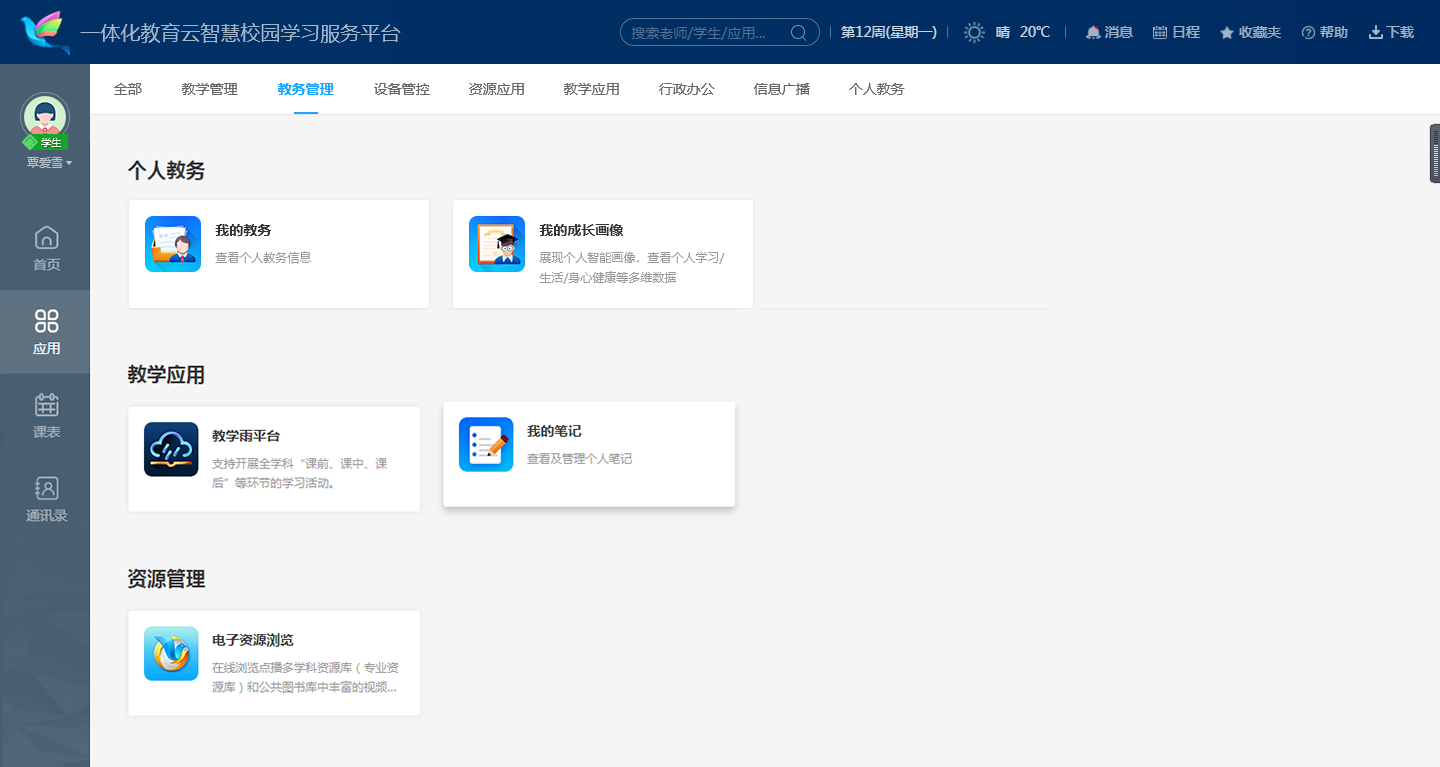 一体化教育云智慧校园学习服务平台
搜索老师/学生/应用...
第12周(星期一)
晴 20℃
消息
日程
收藏夹
帮助
下载
学生
覃爱雪
首页
应用
课表
通讯录
全部
教学管理
教务管理
设备管控
资源应用
教学应用
行政办公
信息广播
个人教务
个人教务
我的教务
查看个人教务信息
我的成长画像
展现个人智能画像，查看个人学习/
生活/身心健康等多维数据
教学应用
教学雨平台
支持开展全学科“课前、课中、课
后”等环节的学习活动。
我的笔记
查看及管理个人笔记
资源管理
电子资源浏览
在线浏览点播多学科资源库（专业资
源库）和公共图书库中丰富的视频...